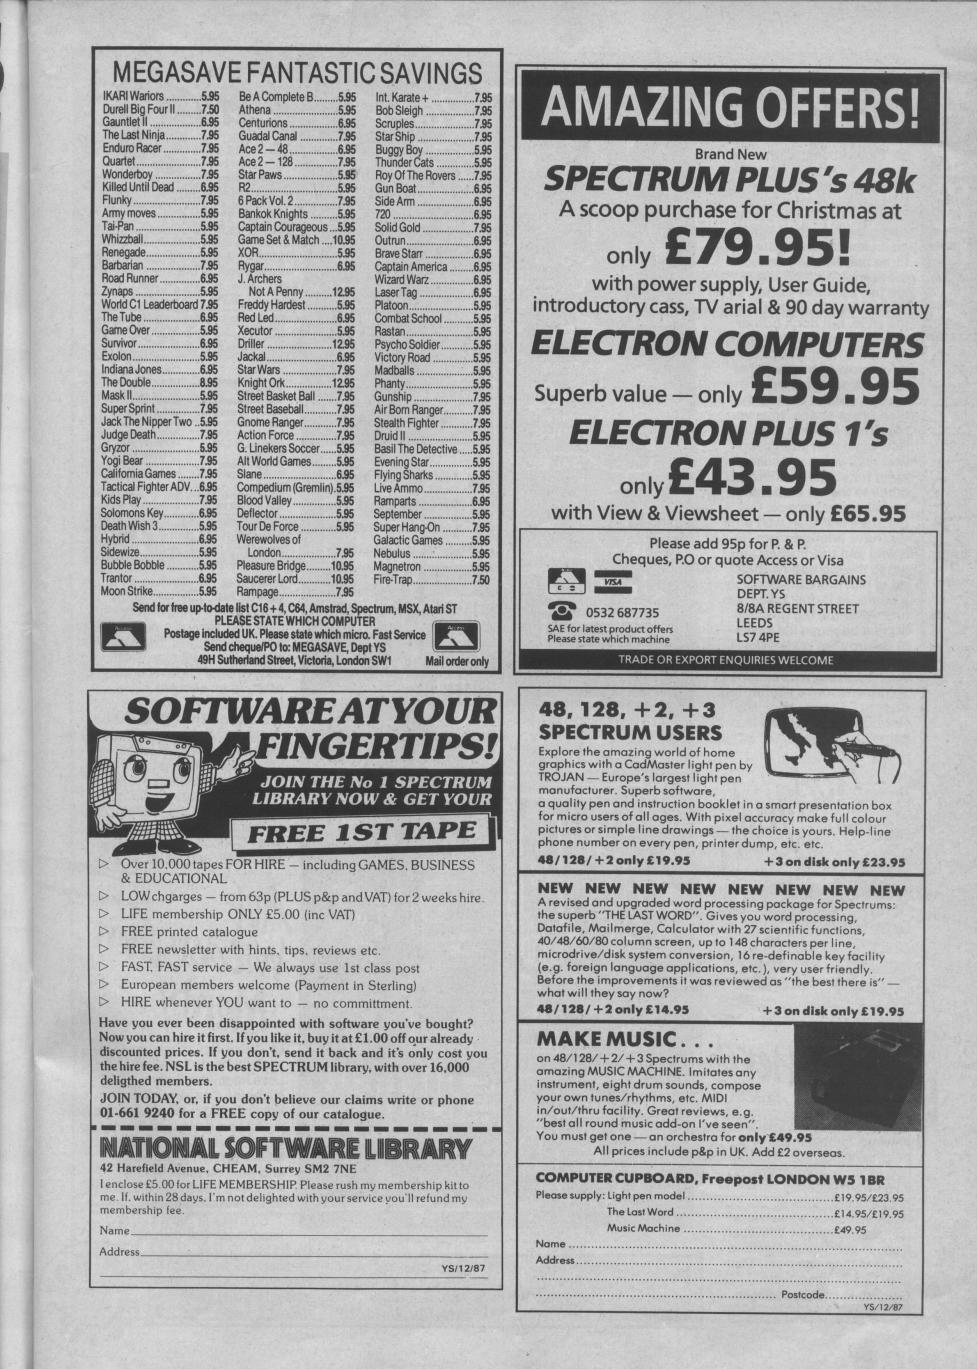 MEGASAVE FANTASTIC SAVINGS
IKARI Wariors ............5.95
Durell Big Four II ........7.50
Gauntlet II ................6.95
The Last Ninja............7.95
Enduro Racer ............7.95
Quartet....................7.95
Wonderboy ...............7.95
Killed Until Dead ........6.95
Flunky .....................7.95
Army moves..............5.95
Tai-Pan ....................5.95
Whizzball..................5.95
Renegade.................5.95
Barbarian .................7.95
Road Runner.............6.95
Zynaps ....................5.95
World C1 Leaderboard 7.95
The Tube..................6.95
Game Over................5.95
Survivor...................6.95
Exolon.....................5.95
Indiana Jones............6.95
The Double...............8.95
Mask II.....................5.95
Super Sprint..............7.95
Jack The Nipper Two ..5.95
Judge Death..............7.95
Gryzor .....................5.95
Yogi Bear .................7.95
California Games .......7.95
Tactical Fighter ADV...6.95
Kids Play ..................7.95
Solomons Key............6.95
Death Wish 3.............5.95
Hybrid .....................6.95
Sidewize...................5.95
Bubble Bobble ...........5.95
Trantor ....................6.95
Moon Strike...............5.95
Be A Complete B........5.95
Athena ....................5.95
Centurions ................6.95
Guadal Canal ............7.95
Ace 2 — 48................6.95
Ace 2 — 128..............7.95
Star Paws.................5.95
R2..........................5.95
6 Pack Vol. 2.............7.95
Bankok Knights .........5.95
Captain Courageous ...5.95
Game Set & Match ....10.95
XOR........................5.95
Rygar......................6.95
J. Archers
Not A Penny .........12.95
Freddy Hardest..........5.95
Red Led...................6.95
Xecutor ...................5.95
Driller .....................12.95
Jackal......................6.95
Star Wars .................7.95
Knight Ork................12.95
Street Basket Ball ......7.95
Street Baseball..........7.95
Gnome Ranger...........7.95
Action Force .............7.95
G. Linekers Soccer.....5.95
Alt World Games........5.95
Slane......................6.95
Compedium (Gremlin).5.95
Blood Valley..............5.95
Deflector..................5.95
Tour De Force ...........5.95
Werewolves of
London..................7.95
Pleasure Bridge.........10.95
Saucerer Lord...........10.95
Rampage..................7.95
Int. Karate + .............7.95
Bob Sleigh ...............7.95
Scruples...................7.95
Star Ship ..................7.95
Buggy Boy ................5.95
Thunder Cats ............5.95
Roy Of The Rovers .....7.95
Gun Boat..................6.95
Side Arm ..................6.95
720 .........................6.95
Solid Gold ................7.95
Outrun.....................6.95
Brave Starr ...............6.95
Captain America ........6.95
Wizard Warz..............6.95
Laser Tag .................6.95
Platoon....................5.95
Combat School ..........5.95
Rastan.....................5.95
Psycho Soldier...........5.95
Victory Road .............5.95
Madballs ..................5.95
Phanty.....................5.95
Gunship...................7.95
Air Born Ranger.........7.95
Stealth Fighter ..........7.95
Druid II ....................5.95
Basil The Detective ....5.95
Evening Star.............5.95
Flying Sharks ............5.95
Live Ammo...............7.95
Ramparts .................6.95
September................5.95
Super Hang-On .........7.95
Galactic Games .........5.95
Nebulus ...................5.95
Magnetron ................5.95
Fire-Trap..................7.50
Send for free up-to-date list C16 + 4, C64, Amstrad, Spectrum, MSX, Atari ST
PLEASE STATE WHICH COMPUTER
Postage included UK. Please state which micro. Fast Service
Send cheque/PO to: MEGASAVE, Dept YS
49H Sutherland Street, Victoria, London SW1
Mail order only
Access
Access
AMAZING OFFERS!
Brand New
SPECTRUM PLUS's 48k
A scoop purchase for Christmas at
only £79.95!
with power supply, User Guide,
introductory cass, TV arial & 90 day warranty
ELECTRON COMPUTERS
Superb value — only £59.95
ELECTRON PLUS 1's
only £43.95
with View & Viewsheet — only £65.95
Please add 95p for P. & P.
Cheques, P.O or quote Access or Visa
VISA
0532 687735
SAE for latest product offers
Please state which machine
SOFTWARE BARGAINS
DEPT. YS
8/8A REGENT STREET
LEEDS
LS7 4PE
TRADE OR EXPORT ENQUIRIES WELCOME
SOFTWARE AT YOUR
FINGERTIPS!
JOIN THE No 1 SPECTRUM
LIBRARY NOW & GET YOUR
FREE 1ST TAPE
▷ Over 10,000 tapes FOR HIRE — including GAMES, BUSINESS
& EDUCATIONAL
▷ LOW chgarges — from 63p (PLUS p&p and VAT) for 2 weeks hire.
▷ LIFE membership ONLY £5.00 (inc VAT)
▷ FREE printed catalogue
▷ FREE newsletter with hints, tips, reviews etc.
▷ FAST, FAST service — We always use 1st class post
▷ European members welcome (Payment in Sterling)
▷ HIRE whenever YOU want to — no committment.
Have you ever been disappointed with software you've bought?
Now you can hire it first. If you like it, buy it at £1.00 off our already
discounted prices. If you don't, send it back and it's only cost you
the hire fee. NSL is the best SPECTRUM library, with over 16,000
deligthed members.
JOIN TODAY, or, if you don't believe our claims write or phone
01-661 9240 for a FREE copy of our catalogue.
NATIONAL SOFTWARE LIBRARY
42 Harefield Avenue, CHEAM, Surrey SM2 7NE
I enclose £5.00 for LIFE MEMBERSHIP. Please rush my membership kit to
me. If, within 28 days, I'm not delighted with your service you'll refund my
membership fee.
Name
Address
YS/12/87
48, 128, +2, +3
SPECTRUM USERS
Explore the amazing world of home
graphics with a CadMaster light pen by
TROJAN — Europe's largest light pen
manufacturer. Superb software,
a quality pen and instruction booklet in a smart presentation box
for micro users of all ages. With pixel accuracy make full colour
pictures or simple line drawings — the choice is yours. Help-line
phone number on every pen, printer dump, etc. etc.
48/128/+2 only £19.95 +3 on disk only £23.95
NEW NEW NEW NEW NEW NEW NEW NEW
A revised and upgraded word processing package for Spectrums:
the superb "THE LAST WORD". Gives you word processing,
Datafile, Mailmerge, Calculator with 27 scientific functions,
40/48/60/80 column screen, up to 148 characters per line,
microdrive/disk system conversion, 16 re-definable key facility
(e.g. foreign language applications, etc.), very user friendly.
Before the improvements it was reviewed as "the best there is" —
what will they say now?
48/128/+2 only £14.95 +3 on disk only £19.95
MAKE MUSIC...
on 48/128/+2/+3 Spectrums with the
amazing MUSIC MACHINE. Imitates any
instrument, eight drum sounds, compose
your own tunes/rhythms, etc. MIDI
in/out/thru facility. Great reviews, e.g.
"best all round music add-on I've seen".
You must get one — an orchestra for only £49.95
All prices include p&p in UK. Add £2 overseas.
COMPUTER CUPBOARD, Freepost LONDON W5 1BR
Please supply: Light pen model ............................................£19.95/£23.95
The Last Word ................................................£14.95/£19.95
Music Machine ..............................................£49.95
Name
Address
Postcode
YS/12/87